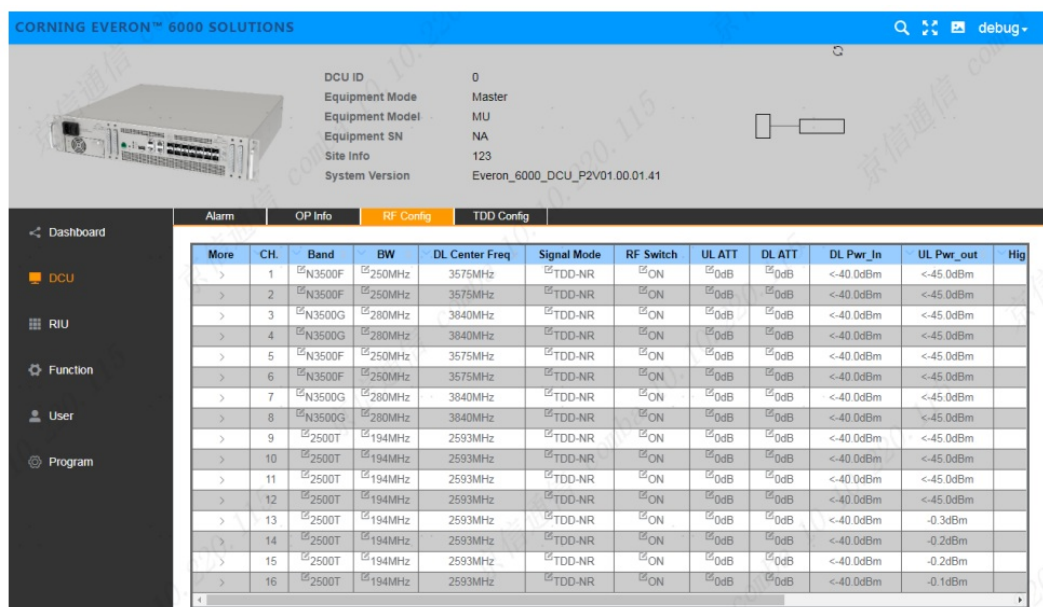 CORNING EVERON™ 6000 SOLUTIONS debug
DCU ID 0
Equipment Mode Master
Equipment Model MU
Equipment SN NA
Site Info 123
System Version Everon_6000_DCU_P2V01.00.01.41
Alarm OP Info RF Config TDD Config
Dashboard
DCU
RIU
Function
User
Program
More CH. Band BW DL Center Freq Signal Mode RF Switch UL ATT DL ATT DL Pwr_In UL Pwr_out Hig
1 N3500F 250MHz 3575MHz TDD-NR ON 0dB 0dB <-40.0dBm <-45.0dBm
2 N3500F 250MHz 3575MHz TDD-NR ON 0dB 0dB <-40.0dBm <-45.0dBm
3 N3500G 280MHz 3840MHz TDD-NR ON 0dB 0dB <-40.0dBm <-45.0dBm
4 N3500G 280MHz 3840MHz TDD-NR ON 0dB 0dB <-40.0dBm <-45.0dBm
5 N3500F 250MHz 3575MHz TDD-NR ON 0dB 0dB <-40.0dBm <-45.0dBm
6 N3500F 250MHz 3575MHz TDD-NR ON 0dB 0dB <-40.0dBm <-45.0dBm
7 N3500G 280MHz 3840MHz TDD-NR ON 0dB 0dB <-40.0dBm <-45.0dBm
8 N3500G 280MHz 3840MHz TDD-NR ON 0dB 0dB <-40.0dBm <-45.0dBm
9 2500T 194MHz 2593MHz TDD-NR ON 0dB 0dB <-40.0dBm <-45.0dBm
10 2500T 194MHz 2593MHz TDD-NR ON 0dB 0dB <-40.0dBm <-45.0dBm
11 2500T 194MHz 2593MHz TDD-NR ON 0dB 0dB <-40.0dBm <-45.0dBm
12 2500T 194MHz 2593MHz TDD-NR ON 0dB 0dB <-40.0dBm <-45.0dBm
13 2500T 194MHz 2593MHz TDD-NR ON 0dB 0dB <-40.0dBm -0.3dBm
14 2500T 194MHz 2593MHz TDD-NR ON 0dB 0dB <-40.0dBm -0.2dBm
15 2500T 194MHz 2593MHz TDD-NR ON 0dB 0dB <-40.0dBm -0.2dBm
16 2500T 194MHz 2593MHz TDD-NR ON 0dB 0dB <-40.0dBm -0.1dBm
京信通信 comba 10.10.220.115